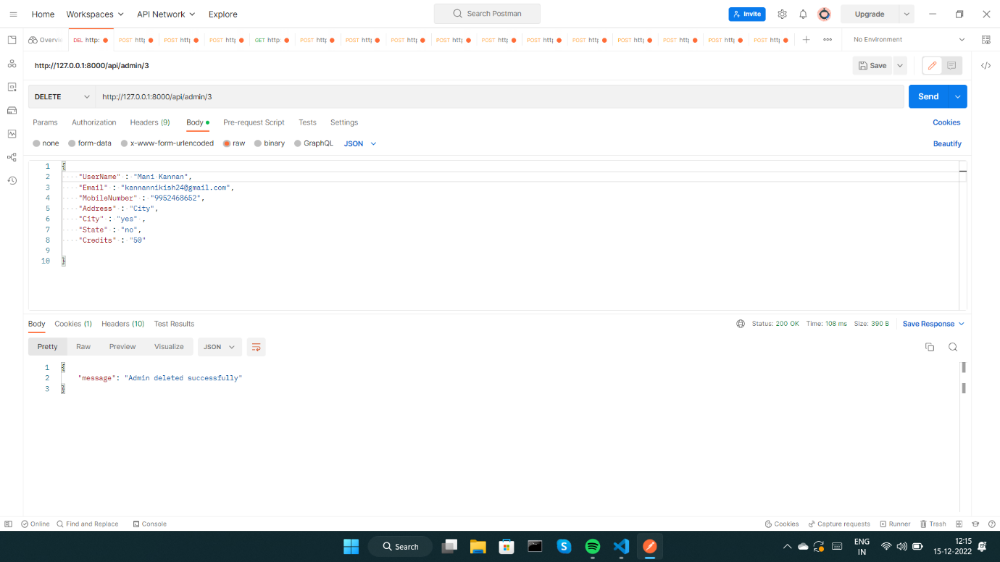 Home Workspaces API Network Explore Search Postman Invite Upgrade
Overvie DEL http: POST http POST http POST http GET http: POST http POST http POST http POST http POST http POST http POST http POST http POST http POST http POST http No Environment
http://127.0.0.1:8000/api/admin/3 Save
DELETE http://127.0.0.1:8000/api/admin/3 Send
Params Authorization Headers (9) Body Pre-request Script Tests Settings Cookies
none form-data x-www-form-urlencoded raw binary GraphQL JSON Beautify
1 {
2 "UserName" : "Mani Kannan",
3 "Email" : "kannannikish24@gmail.com",
4 "MobileNumber" : "9952468652",
5 "Address" : "City",
6 "City" : "yes" ,
7 "State" : "no",
8 "Credits" : "50"
9
10 }
Body Cookies (1) Headers (10) Test Results Status: 200 OK Time: 108 ms Size: 390 B Save Response
Pretty Raw Preview Visualize JSON
1 {
2 "message": "Admin deleted successfully"
3 }
Online Find and Replace Console Cookies Capture requests Runner Trash
Search ENG 12:15
IN 15-12-2022